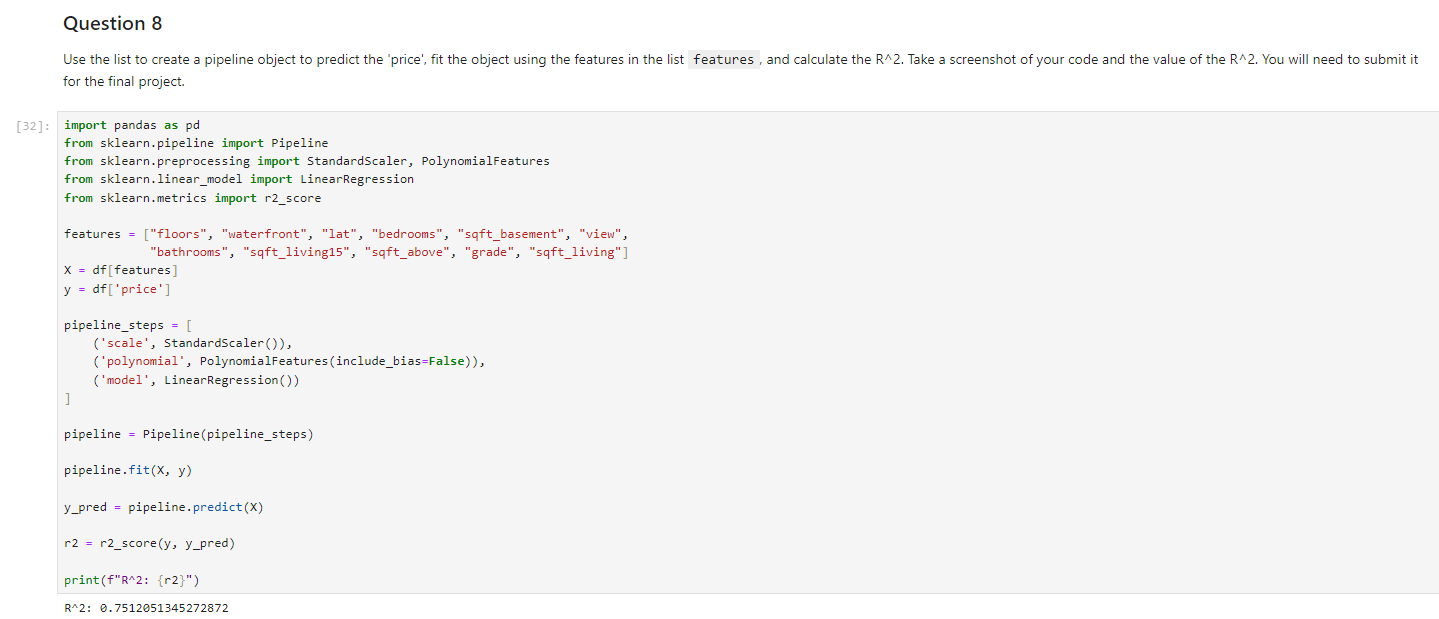 Question 8
Use the list to create a pipeline object to predict the 'price', fit the object using the features in the list features , and calculate the R^2. Take a screenshot of your code and the value of the R^2. You will need to submit it
for the final project.
[32]:
import pandas as pd
from sklearn.pipeline import Pipeline
from sklearn.preprocessing import StandardScaler, PolynomialFeatures
from sklearn.linear_model import LinearRegression
from sklearn.metrics import r2_score

features = ["floors", "waterfront", "lat", "bedrooms", "sqft_basement", "view",
            "bathrooms", "sqft_living15", "sqft_above", "grade", "sqft_living"]
X = df[features]
y = df['price']

pipeline_steps = [
    ('scale', StandardScaler()),
    ('polynomial', PolynomialFeatures(include_bias=False)),
    ('model', LinearRegression())
]

pipeline = Pipeline(pipeline_steps)

pipeline.fit(X, y)

y_pred = pipeline.predict(X)

r2 = r2_score(y, y_pred)

print(f"R^2: {r2}")
R^2: 0.7512051345272872